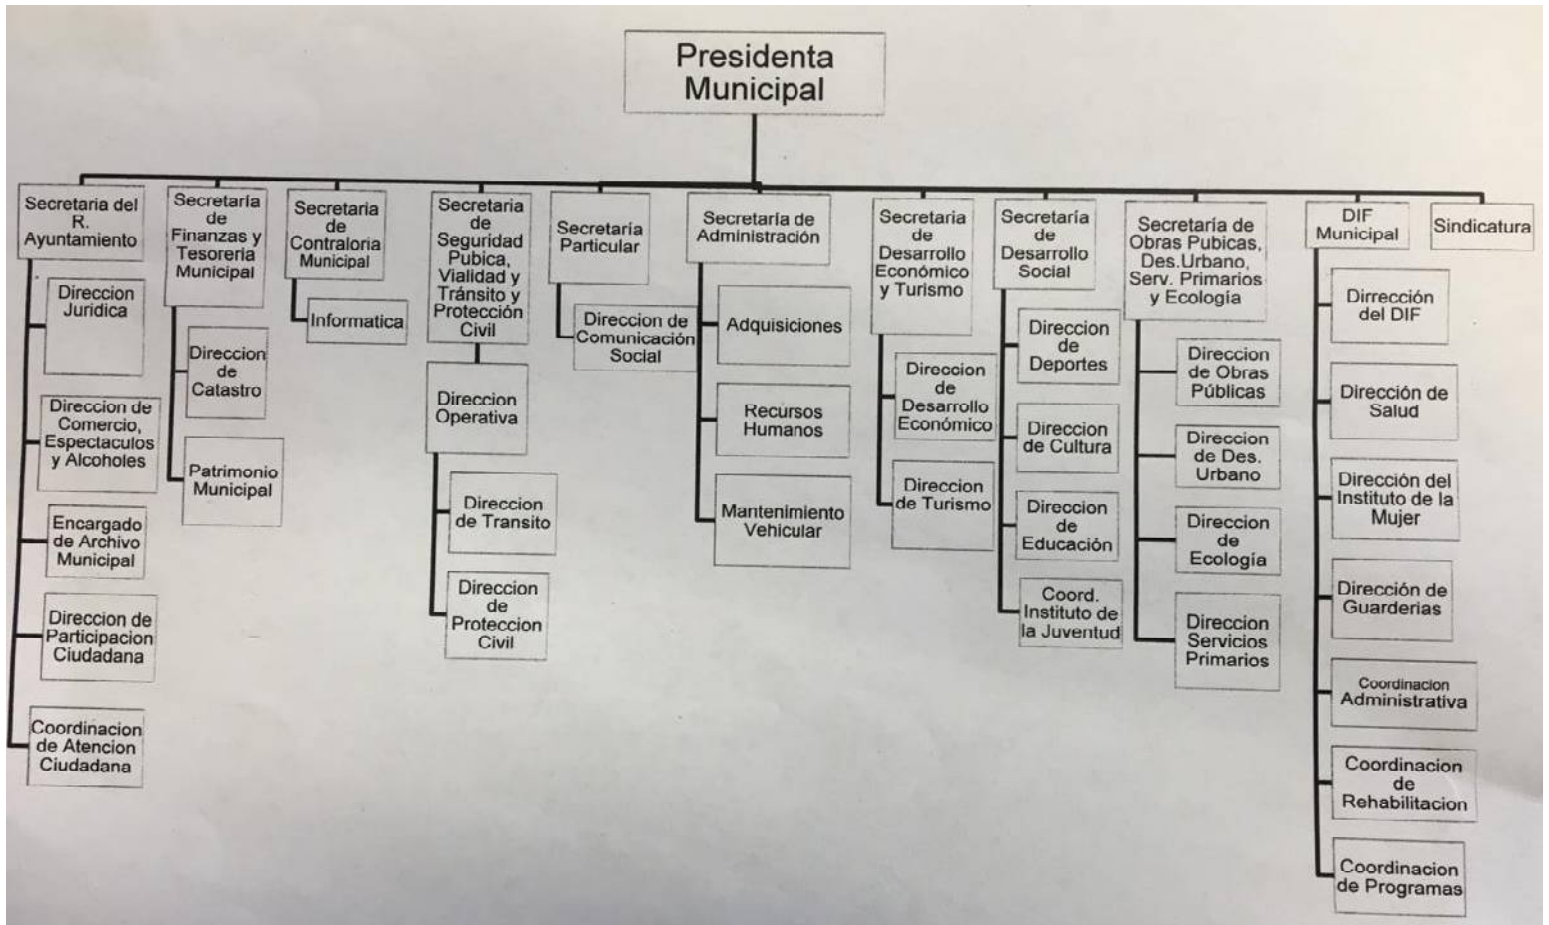 Presidenta
Municipal
Secretaria del
R.
Ayuntamiento
Direccion
Juridica
Direccion de
Comercio,
Espectaculos
y Alcoholes
Encargado
de Archivo
Municipal
Direccion de
Participacion
Ciudadana
Coordinacion
de Atencion
Ciudadana
Secretaría
de
Finanzas y
Tesoreria
Municipal
Direccion
de
Catastro
Patrimonio
Municipal
Secretaria
de
Contraloria
Municipal
Informatica
Secretaria
de
Seguridad
Pubica,
Vialidad y
Tránsito y
Protección
Civil
Direccion
Operativa
Direccion
de Transito
Direccion
de
Proteccion
Civil
Secretaría
Particular
Direccion de
Comunicación
Social
Secretaría de
Administración
Adquisiciones
Recursos
Humanos
Mantenimiento
Vehicular
Secretaria
de
Desarrollo
Económico
y Turismo
Direccion
de
Desarrollo
Económico
Direccion
de Turismo
Secretaría
de
Desarrollo
Social
Direccion
de
Deportes
Direccion
de Cultura
Direccion
de
Educación
Coord.
Instituto de
la Juventud
Secretaría de
Obras Pubicas,
Des.Urbano,
Serv. Primarios
y Ecología
Direccion
de Obras
Públicas
Direccion
de Des.
Urbano
Direccion
de
Ecología
Direccion
Servicios
Primarios
DIF
Municipal
Dirrección
del DIF
Dirección de
Salud
Dirección del
Instituto de la
Mujer
Dirección de
Guarderias
Coordinacion
Administrativa
Coordinacion
de
Rehabilitacion
Coordinacion
de Programas
Sindicatura